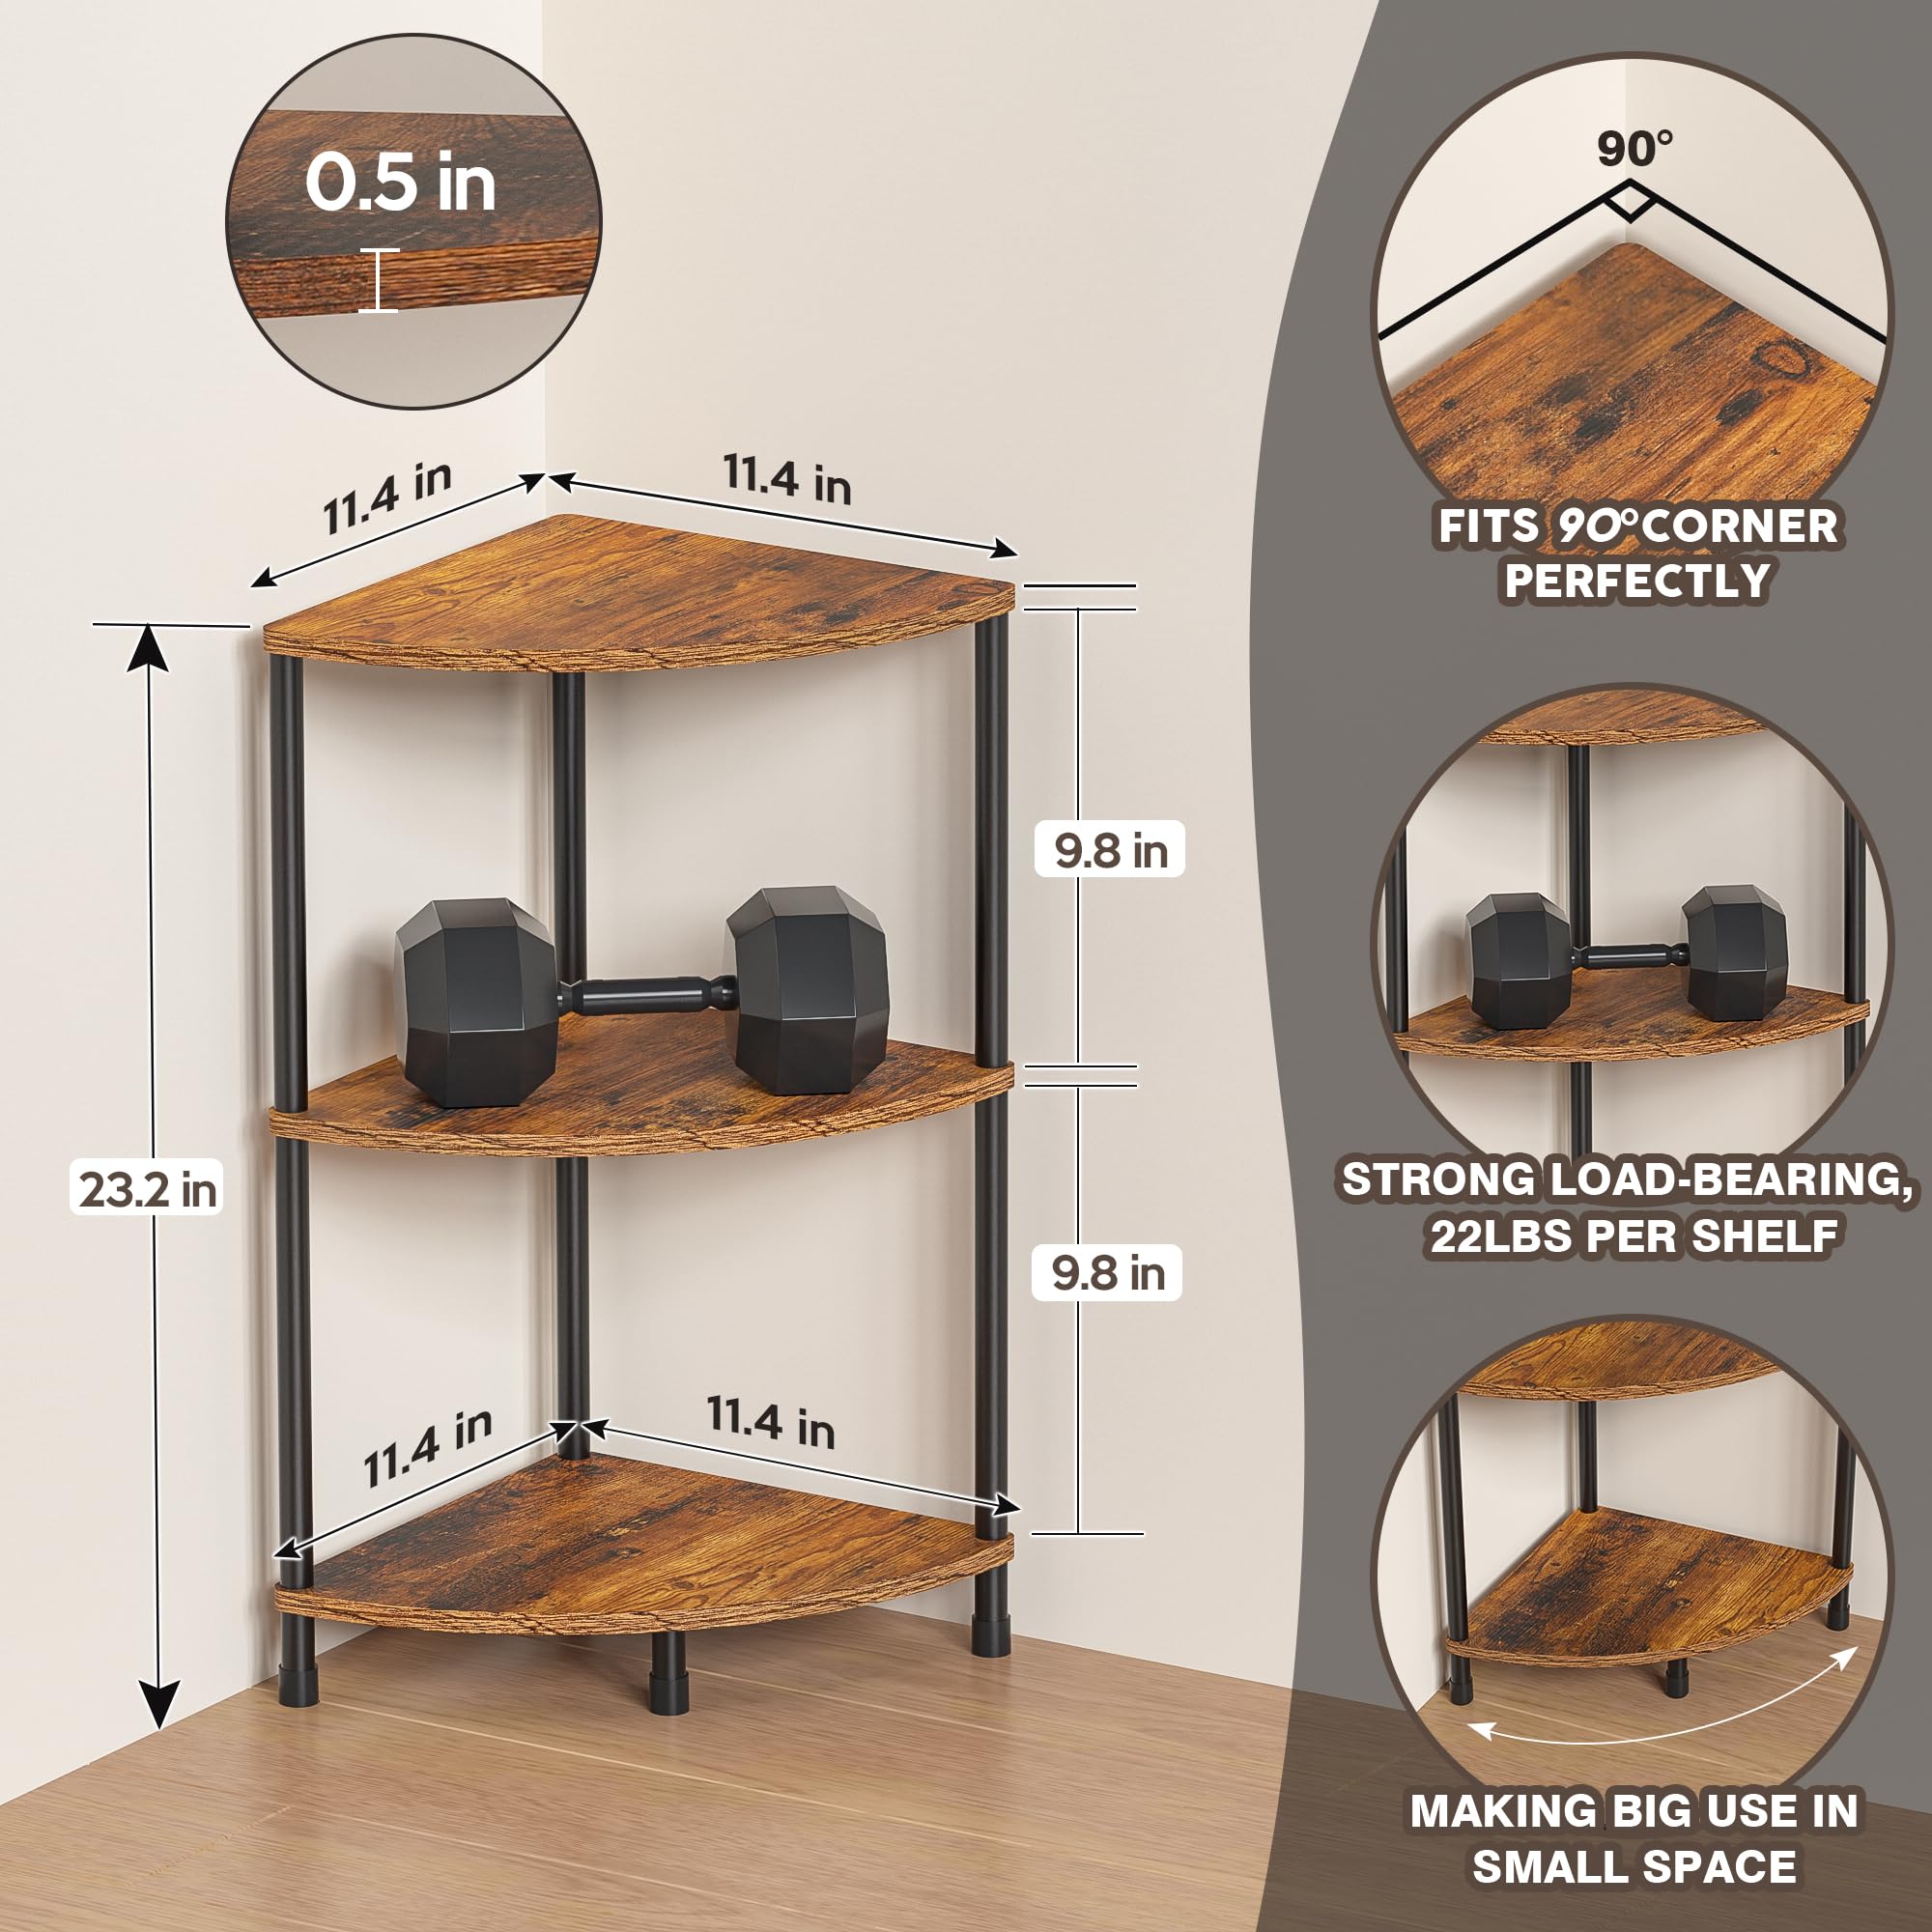 0.5 in
11.4 in
11.4 in
9.8 in
23.2 in
9.8 in
11.4 in
11.4 in
90°
FITS 90°CORNER
PERFECTLY
STRONG LOAD-BEARING,
22LBS PER SHELF
MAKING BIG USE IN
SMALL SPACE